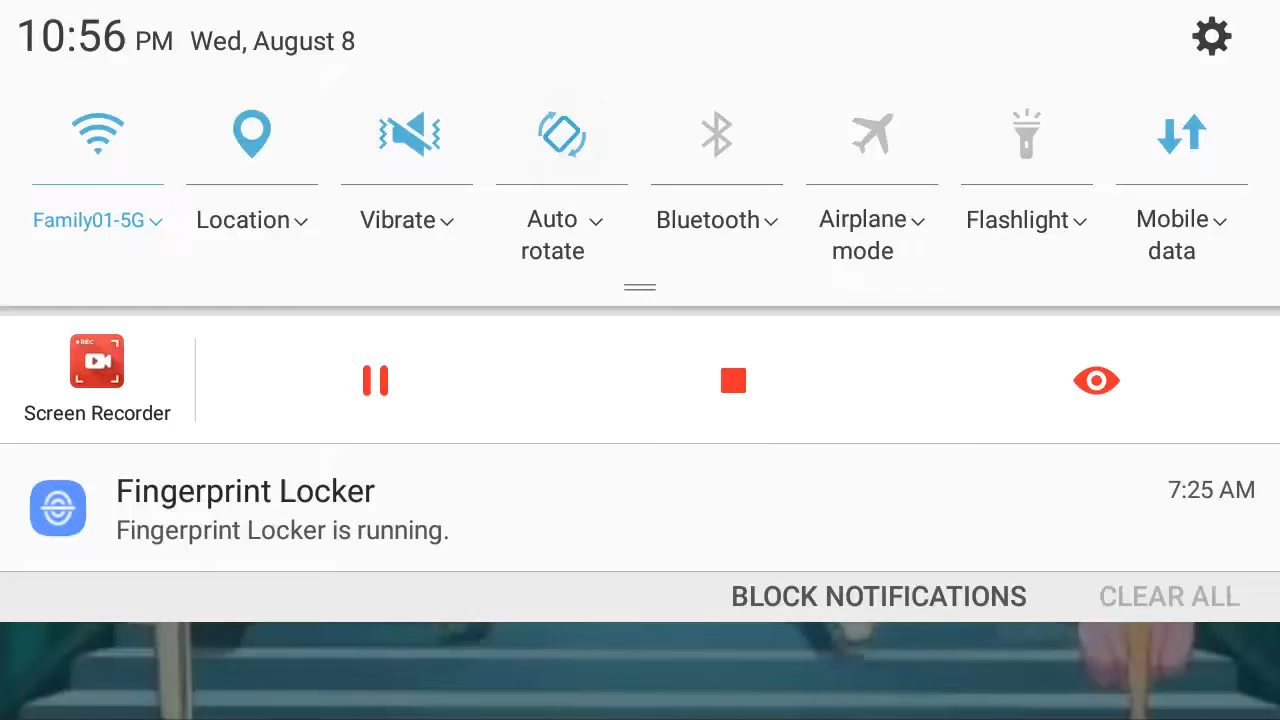 10:56 PM Wed, August 8
Family01-5G Location Vibrate Auto rotate Bluetooth Airplane mode Flashlight Mobile data
REC
Screen Recorder
Fingerprint Locker 7:25 AM
Fingerprint Locker is running.
BLOCK NOTIFICATIONS CLEAR ALL